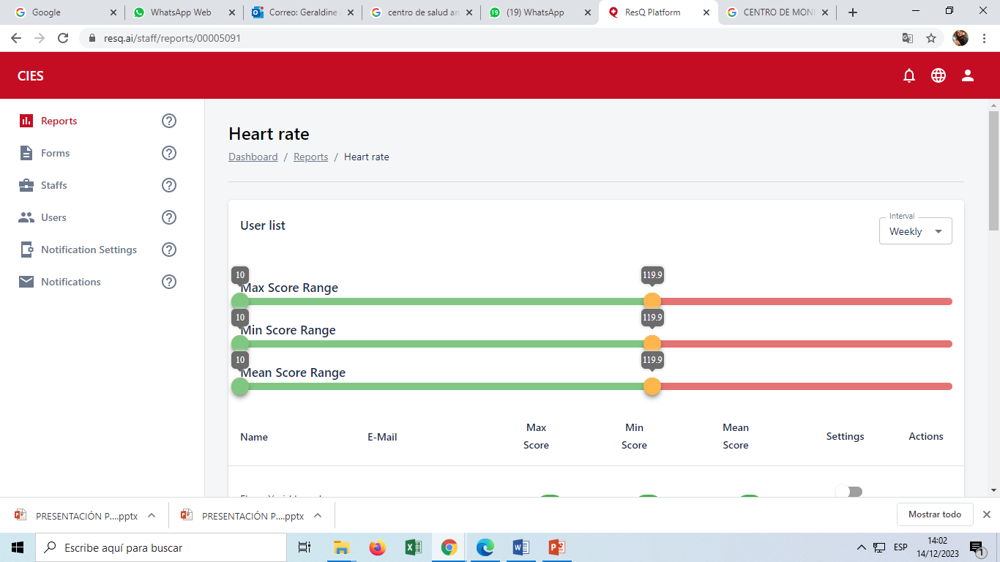 Google
WhatsApp Web
Correo: Geraldine
centro de salud an
(19) WhatsApp
ResQ Platform
CENTRO DE MON
resq.ai/staff/reports/00005091
CIES
Reports
Forms
Staffs
Users
Notification Settings
Notifications
Heart rate
Dashboard / Reports / Heart rate
User list
Interval
Weekly
10 119.9
Max Score Range
10 119.9
Min Score Range
10 119.9
Mean Score Range
Name E-Mail Max Score Min Score Mean Score Settings Actions
PRESENTACIÓN P....pptx
PRESENTACIÓN P....pptx
Mostrar todo
Escribe aquí para buscar
ESP
14:02
14/12/2023
1